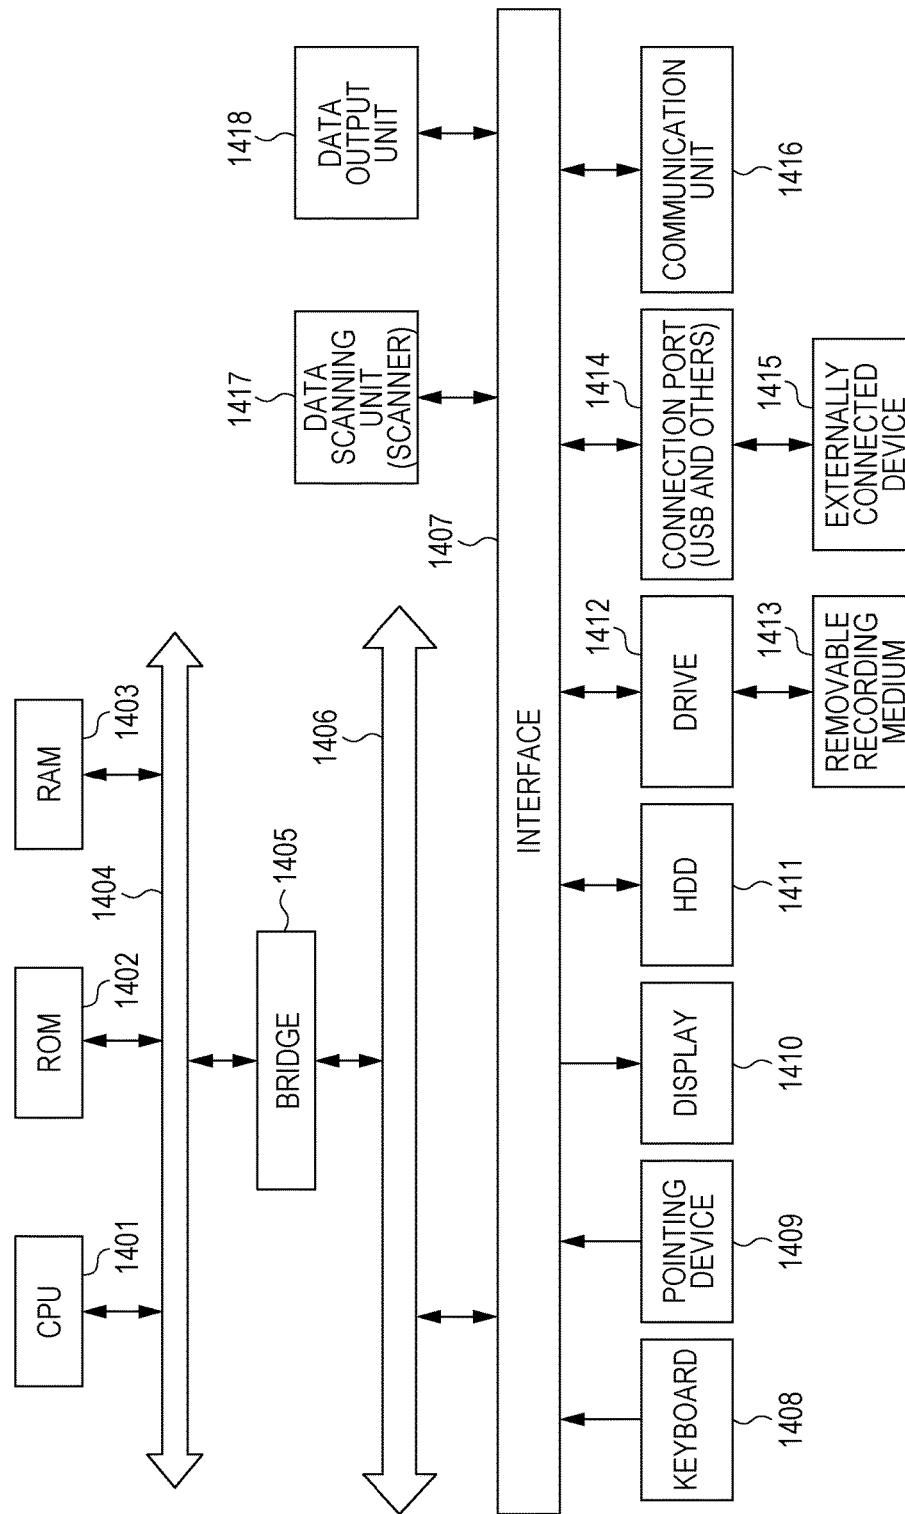 CPU
1401
ROM
1402
RAM
1403
1404
BRIDGE
1405
1406
DATA
SCANNING
UNIT
(SCANNER)
1417
DATA
OUTPUT
UNIT
1418
1407
INTERFACE
KEYBOARD
1408
POINTING
DEVICE
1409
DISPLAY
1410
HDD
1411
DRIVE
1412
REMOVABLE
RECORDING
MEDIUM
1413
CONNECTION PORT
(USB AND OTHERS)
1414
EXTERNALLY
CONNECTED
DEVICE
1415
COMMUNICATION
UNIT
1416